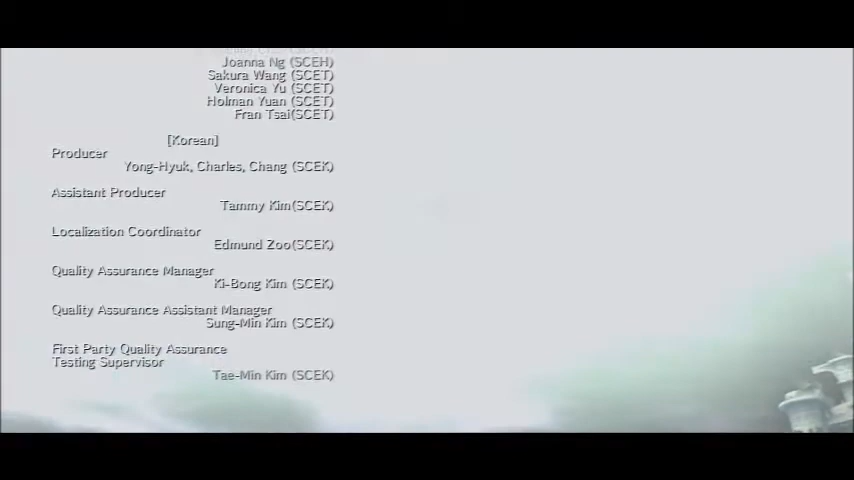 Joanna Ng (SCEH)
Sakura Wang (SCET)
Veronica Yu (SCET)
Holman Yuan (SCET)
Fran Tsai(SCET)
[Korean]
Producer
Yong-Hyuk, Charles, Chang (SCEK)
Assistant Producer
Tammy Kim(SCEK)
Localization Coordinator
Edmund Zoo(SCEK)
Quality Assurance Manager
Ki-Bong Kim (SCEK)
Quality Assurance Assistant Manager
Sung-Min Kim (SCEK)
First Party Quality Assurance
Testing Supervisor
Tae-Min Kim (SCEK)